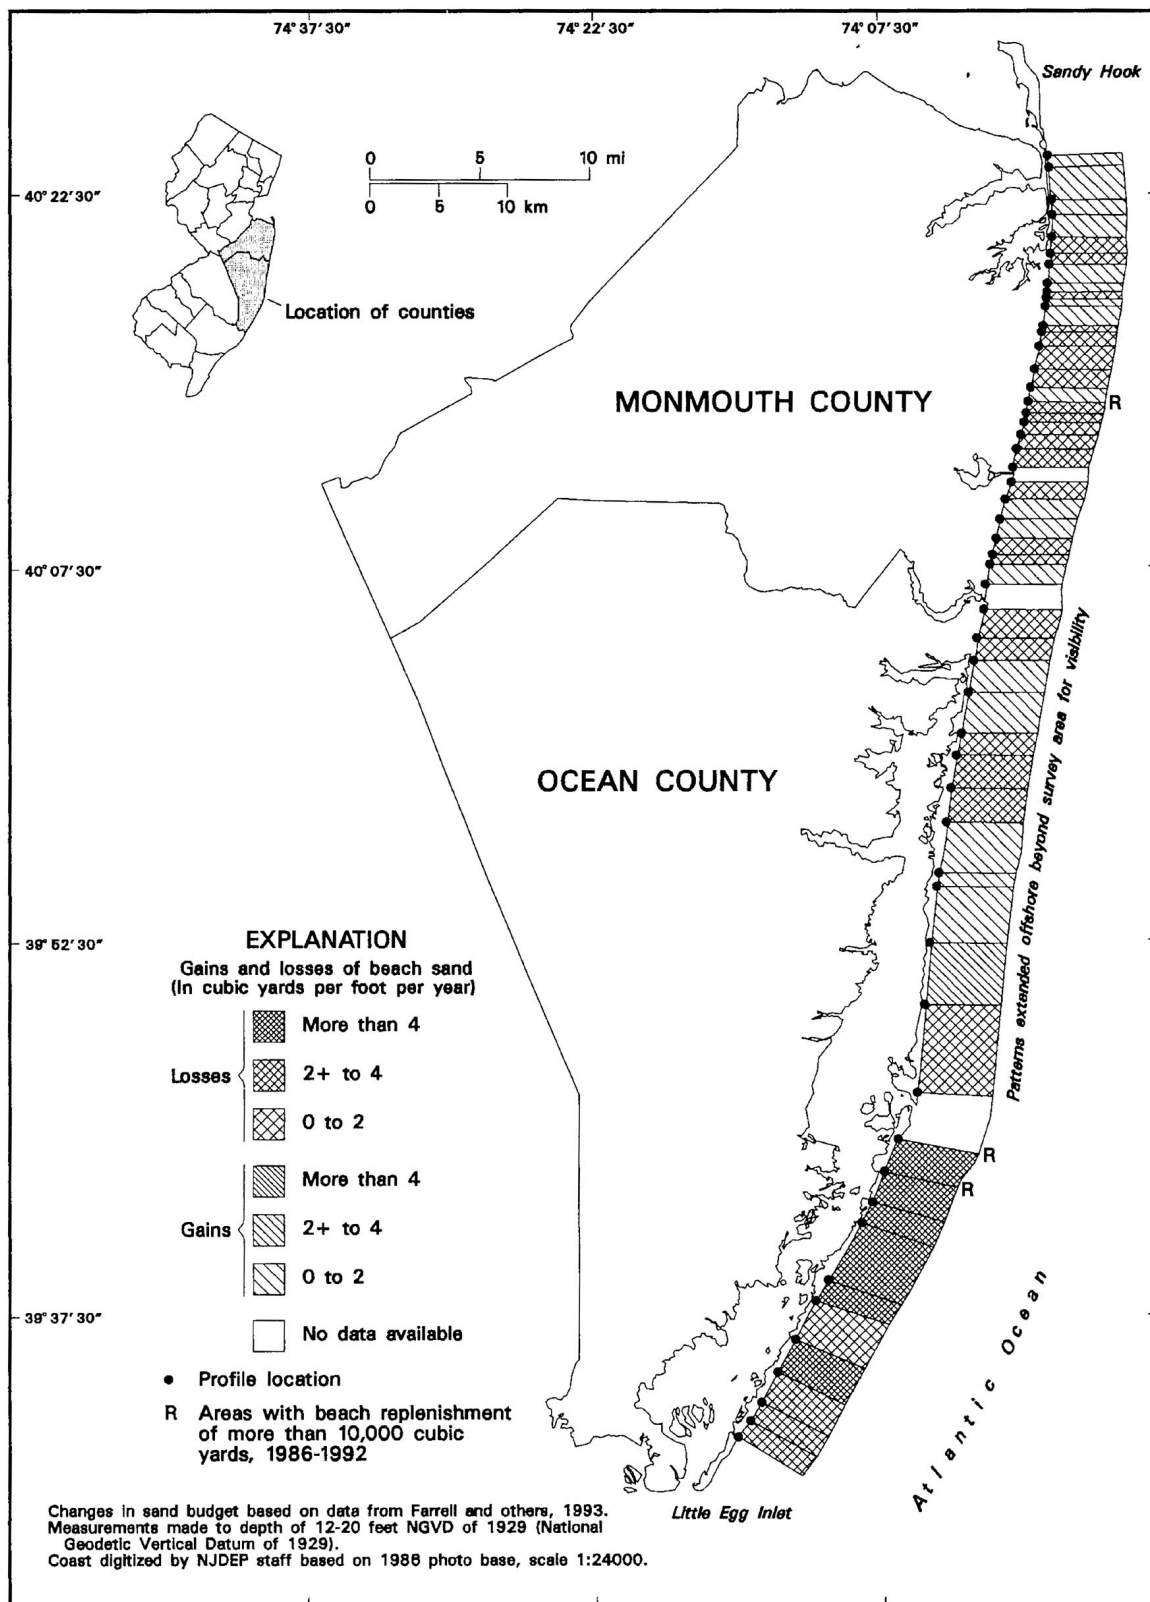 74° 37' 30"
74° 22' 30"
74° 07' 30"
Sandy Hook
0 5 10 mi
0 5 10 km
40° 22' 30"
Location of counties
MONMOUTH COUNTY
R
40° 07' 30"
OCEAN COUNTY
Patterns extended offshore beyond survey area for visibility
39° 52' 30"
EXPLANATION
Gains and losses of beach sand
(In cubic yards per foot per year)
More than 4
Losses
2+ to 4
0 to 2
More than 4
Gains
2+ to 4
0 to 2
No data available
Profile location
R Areas with beach replenishment
of more than 10,000 cubic
yards, 1986-1992
R
R
39° 37' 30"
Atlantic Ocean
Little Egg Inlet
Changes in sand budget based on data from Farrell and others, 1993.
Measurements made to depth of 12-20 feet NGVD of 1929 (National
Geodetic Vertical Datum of 1929).
Coast digitized by NJDEP staff based on 1986 photo base, scale 1:24000.